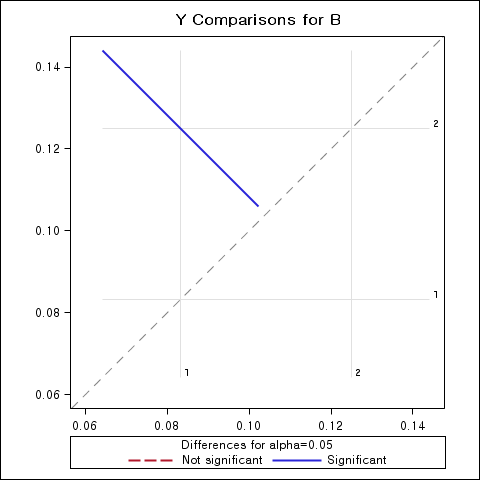 Y Comparisons for B
0.14
2
0.12
0.10
1
0.08
1 2
0.06
0.06 0.08 0.10 0.12 0.14
Differences for alpha=0.05
Not significant Significant